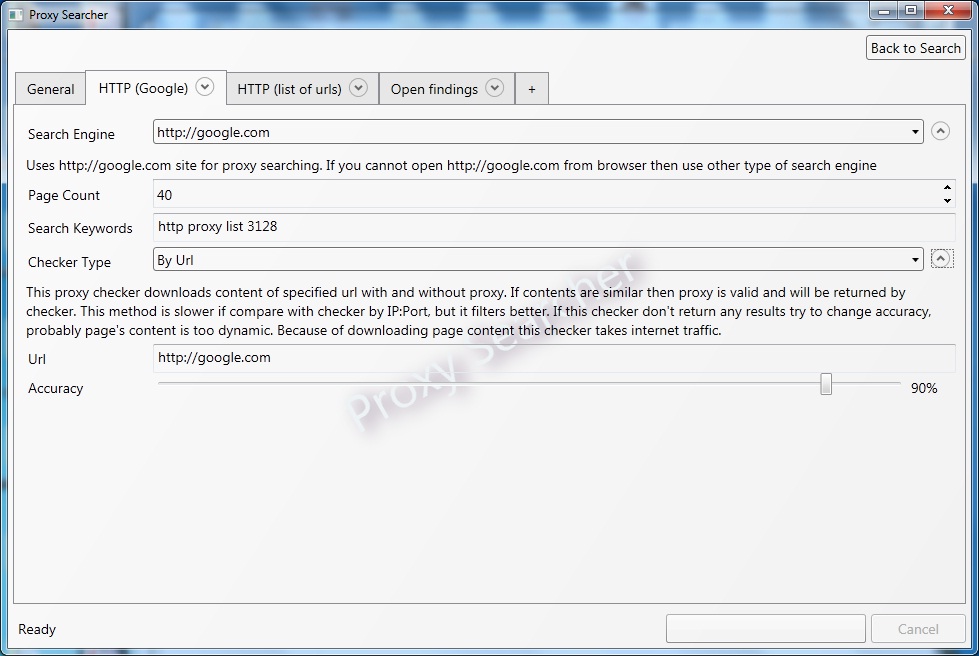 Proxy Searcher
Back to Search
General
HTTP (Google)
HTTP (list of urls)
Open findings
+
Search Engine
http://google.com
Uses http://google.com site for proxy searching. If you cannot open http://google.com from browser then use other type of search engine
Page Count
40
Search Keywords
http proxy list 3128
Checker Type
By Url
This proxy checker downloads content of specified url with and without proxy. If contents are similar then proxy is valid and will be returned by
checker. This method is slower if compare with checker by IP:Port, but it filters better. If this checker don't return any results try to change accuracy,
probably page's content is too dynamic. Because of downloading page content this checker takes internet traffic.
Url
http://google.com
Accuracy
90%
Proxy Searcher
Ready
Cancel